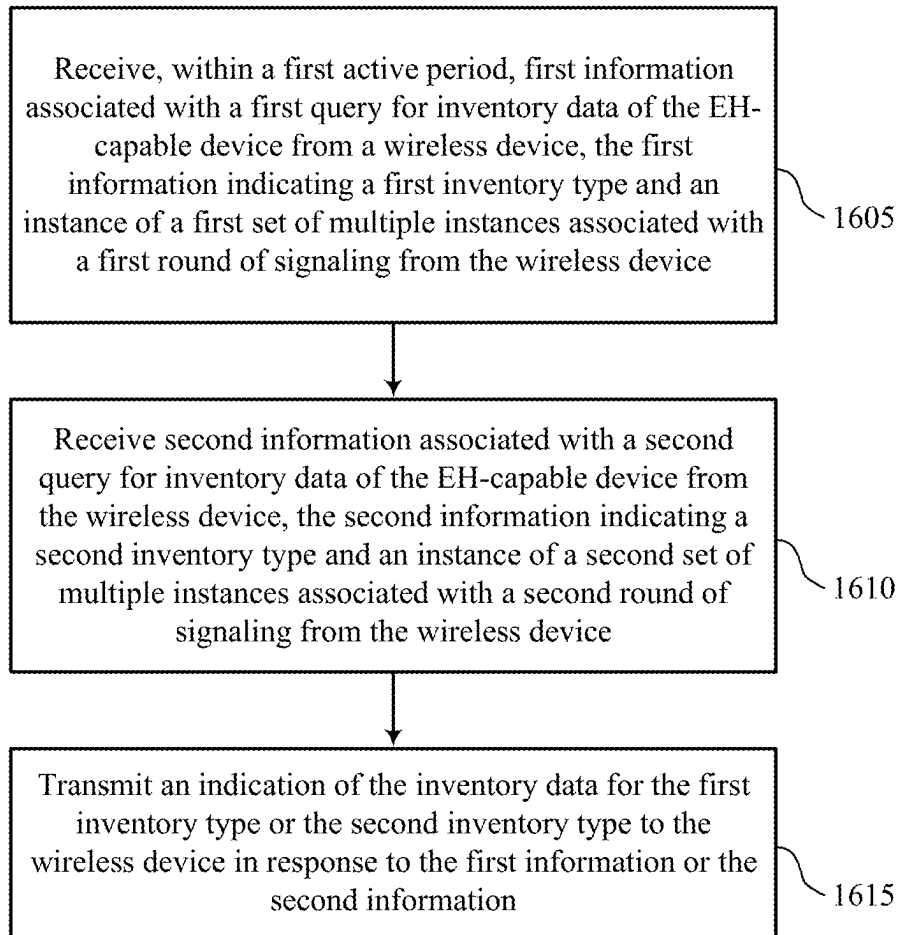 Receive, within a first active period, first information
associated with a first query for inventory data of the EH-
capable device from a wireless device, the first
information indicating a first inventory type and an
instance of a first set of multiple instances associated with
a first round of signaling from the wireless device
1605
Receive second information associated with a second
query for inventory data of the EH-capable device from
the wireless device, the second information indicating a
second inventory type and an instance of a second set of
multiple instances associated with a second round of
signaling from the wireless device
1610
Transmit an indication of the inventory data for the first
inventory type or the second inventory type to the
wireless device in response to the first information or the
second information
1615